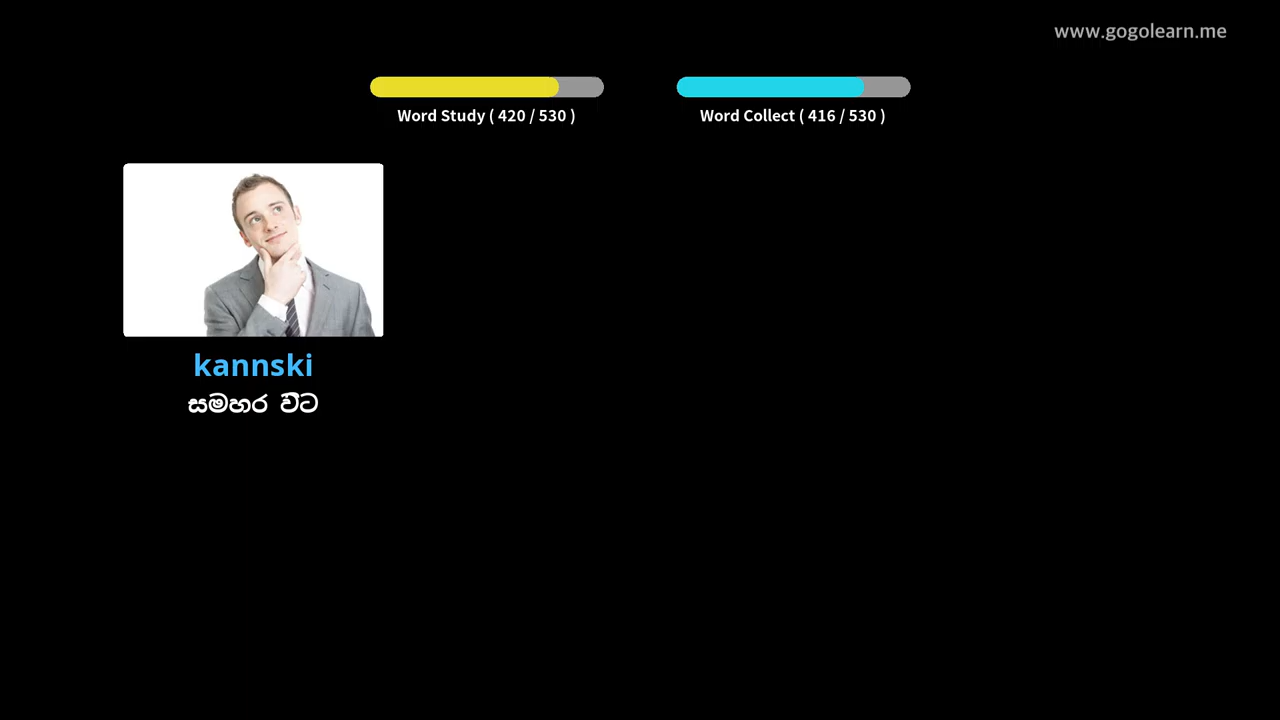 www.gogolearn.me
Word Study ( 420 / 530 )
Word Collect ( 416 / 530 )
kannski
සමහර විට